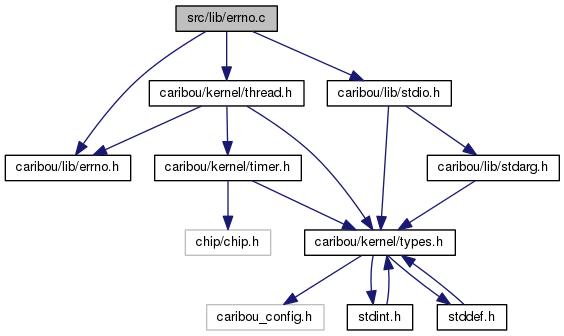 src/lib/errno.c
caribou/kernel/thread.h
caribou/lib/stdio.h
caribou/lib/errno.h
caribou/kernel/timer.h
caribou/lib/stdarg.h
chip/chip.h
caribou/kernel/types.h
caribou_config.h
stdint.h
stddef.h